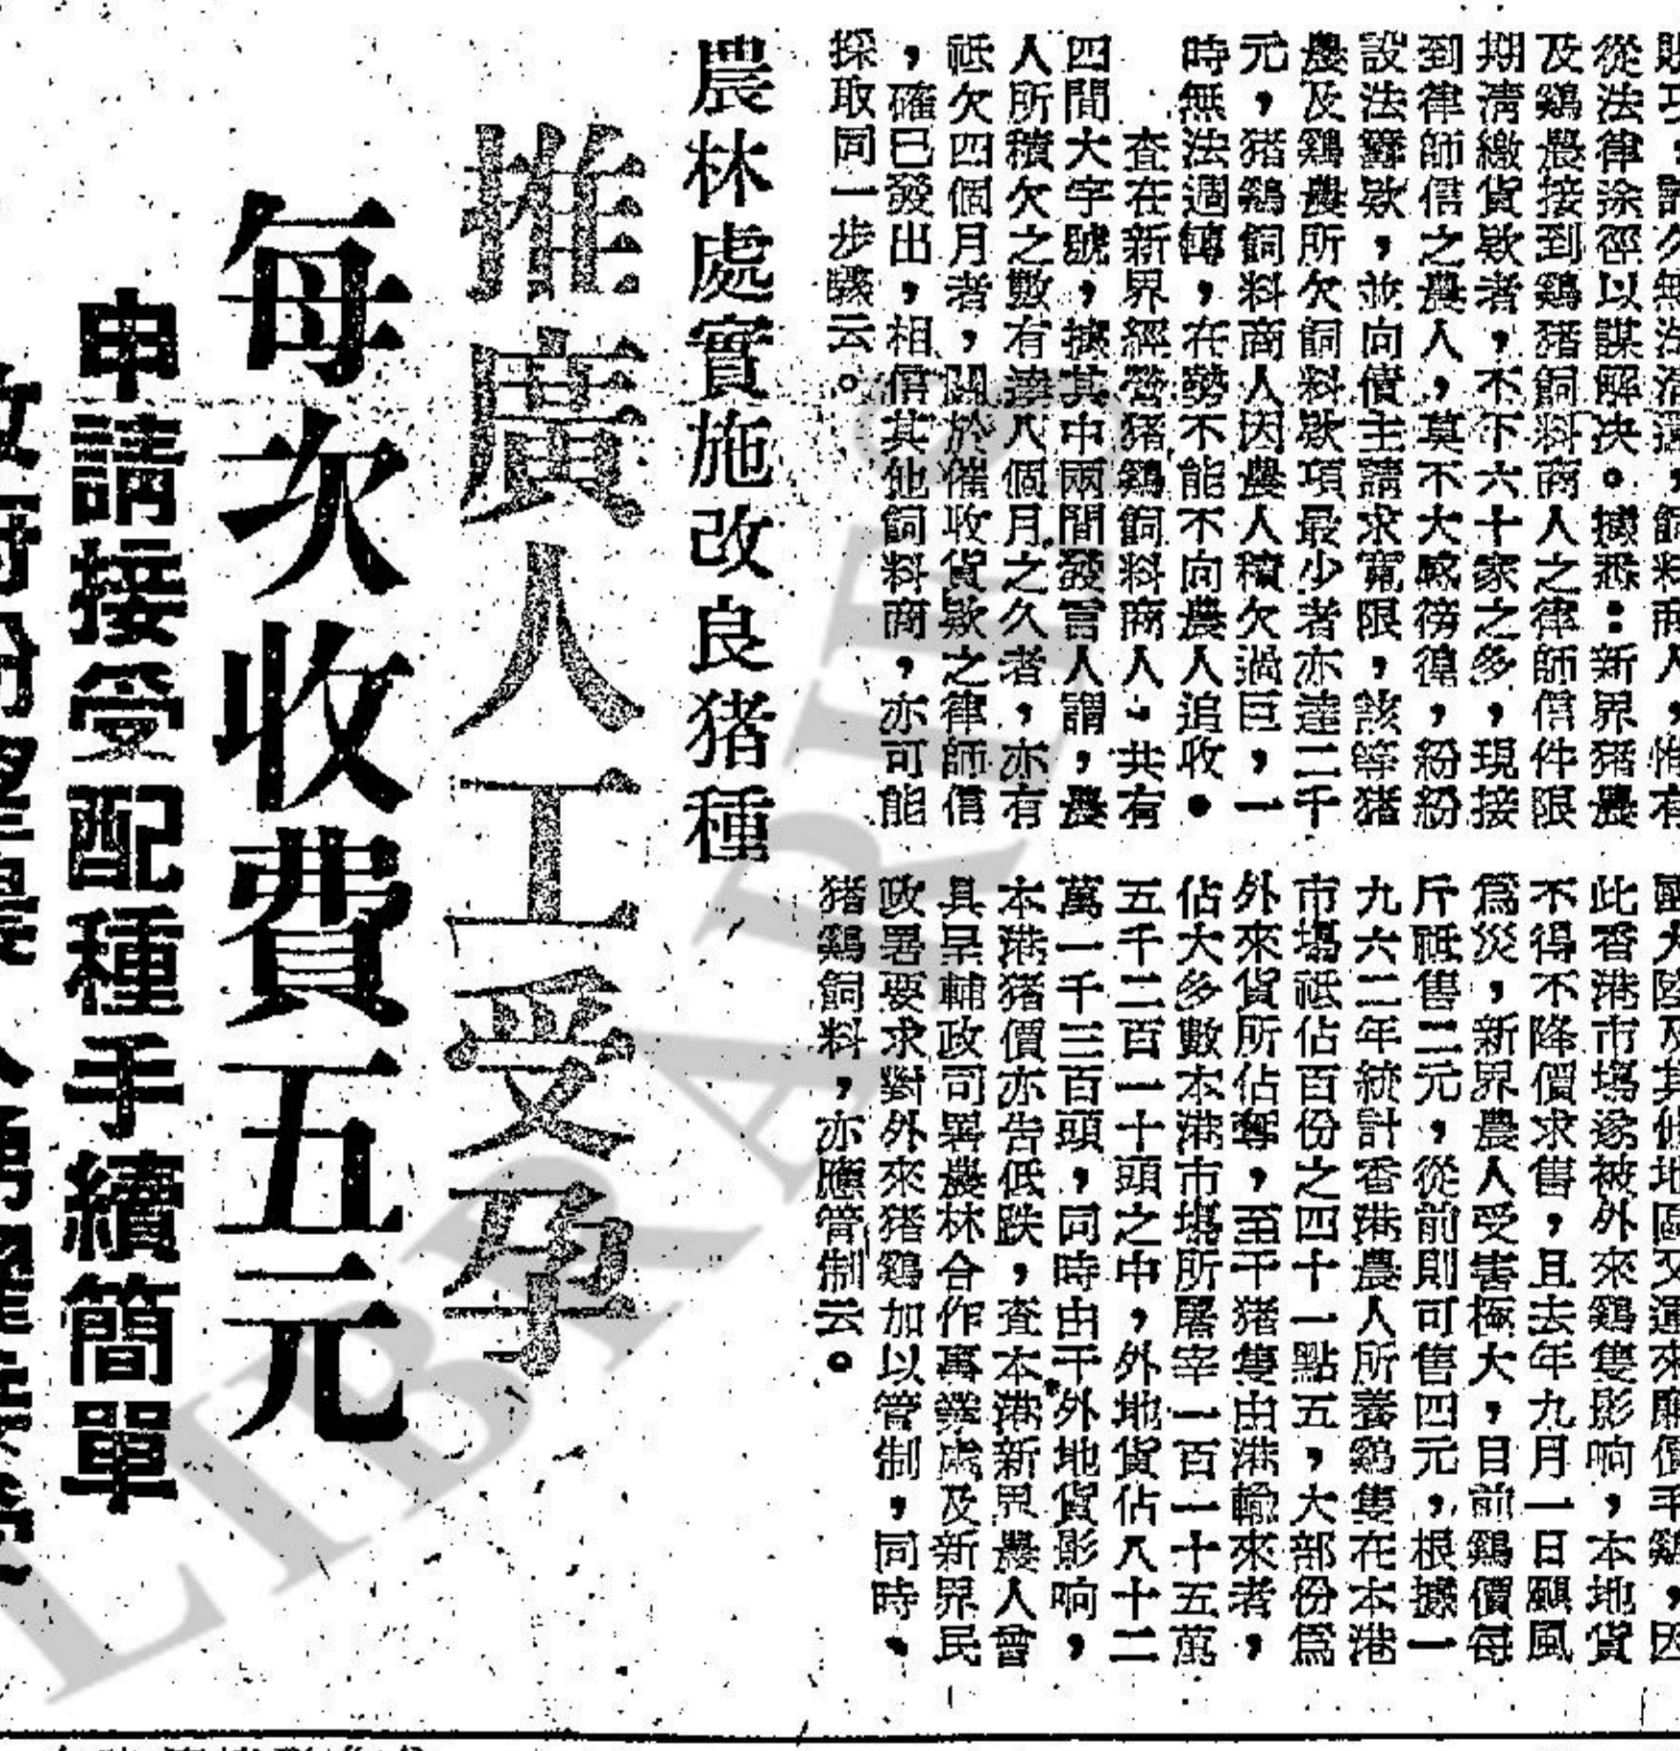 從法律涂徑以謀解决。據悉：新界猪農
及鷄農接到鷄猪飼料商人之律師信件限
期清繳貨欵者，不下六十家之多，現接
到律師信之農人，莫不大感徬徨，紛紛
設法籌欵，並向債主請求寬限，該等猪
農及鷄農所欠飼料欵項最少者亦達二千
元，猪鷄飼料商人因農人積欠過巨，一
時無法週轉，在勢不能不向農人追收。
查在新界經營猪鷄飼料商人，共有
四間大字號，據其中兩間發言人謂，農
人所積欠之數有達八個月之久者，亦有
祗欠四個月者，關於催收貨欵之律師信
，確已發出，相信其他飼料商，亦可能
採取同一步驟云。
此香港市塲遂被外來鷄隻影响，本地貨
不得不降價求售，且去年九月一日颶風
爲災，新界農人受害極大，目前鷄價每
斤祗售二元，從前則可售四元，根據一
九六二年統計香港農人所養鷄隻在本港
市塲祗佔百份之四十一點五，大部份爲
外來貨所佔奪，至于猪隻由港輸來者，
佔大多數本港市塲所屠宰一百一十五萬
五千二百一十頭之中，外地貨佔八十二
萬一千三百頭，同時由于外地貨影响，
本港猪價亦告低跌，查本港新界農人曾
具呈輔政司署農林合作事業處及新界民
政署要求對外來猪鷄加以管制，同時，
猪鷄飼料，亦應管制云。
農林處實施改良猪種
推廣人工受孕
每次收費五元
申請接受配種手續簡單
LIBRARIES